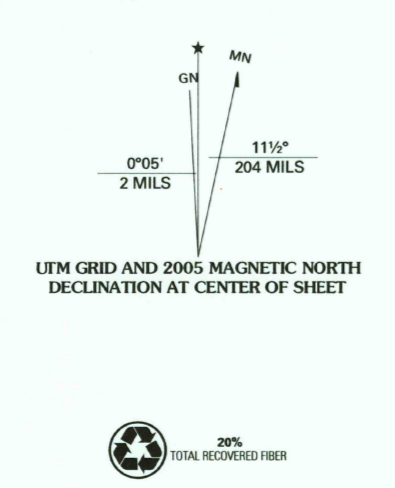 MN
GN
11½°
204 MILS
0°05'
2 MILS
UTM GRID AND 2005 MAGNETIC NORTH
DECLINATION AT CENTER OF SHEET
20%
TOTAL RECOVERED FIBER